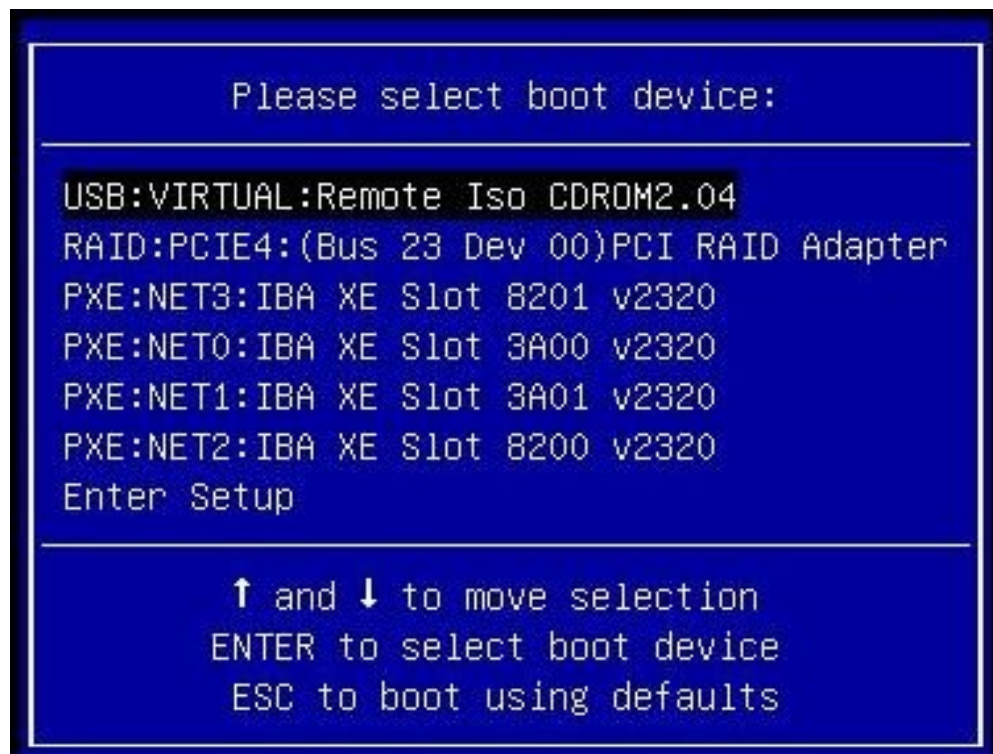 Please select boot device:
USB:VIRTUAL:Remote Iso CDROM2.04
RAID:PCIE4:(Bus 23 Dev 00)PCI RAID Adapter
PXE:NET3:IBA XE Slot 8201 v2320
PXE:NET0:IBA XE Slot 3A00 v2320
PXE:NET1:IBA XE Slot 3A01 v2320
PXE:NET2:IBA XE Slot 8200 v2320
Enter Setup
↑ and ↓ to move selection
ENTER to select boot device
ESC to boot using defaults